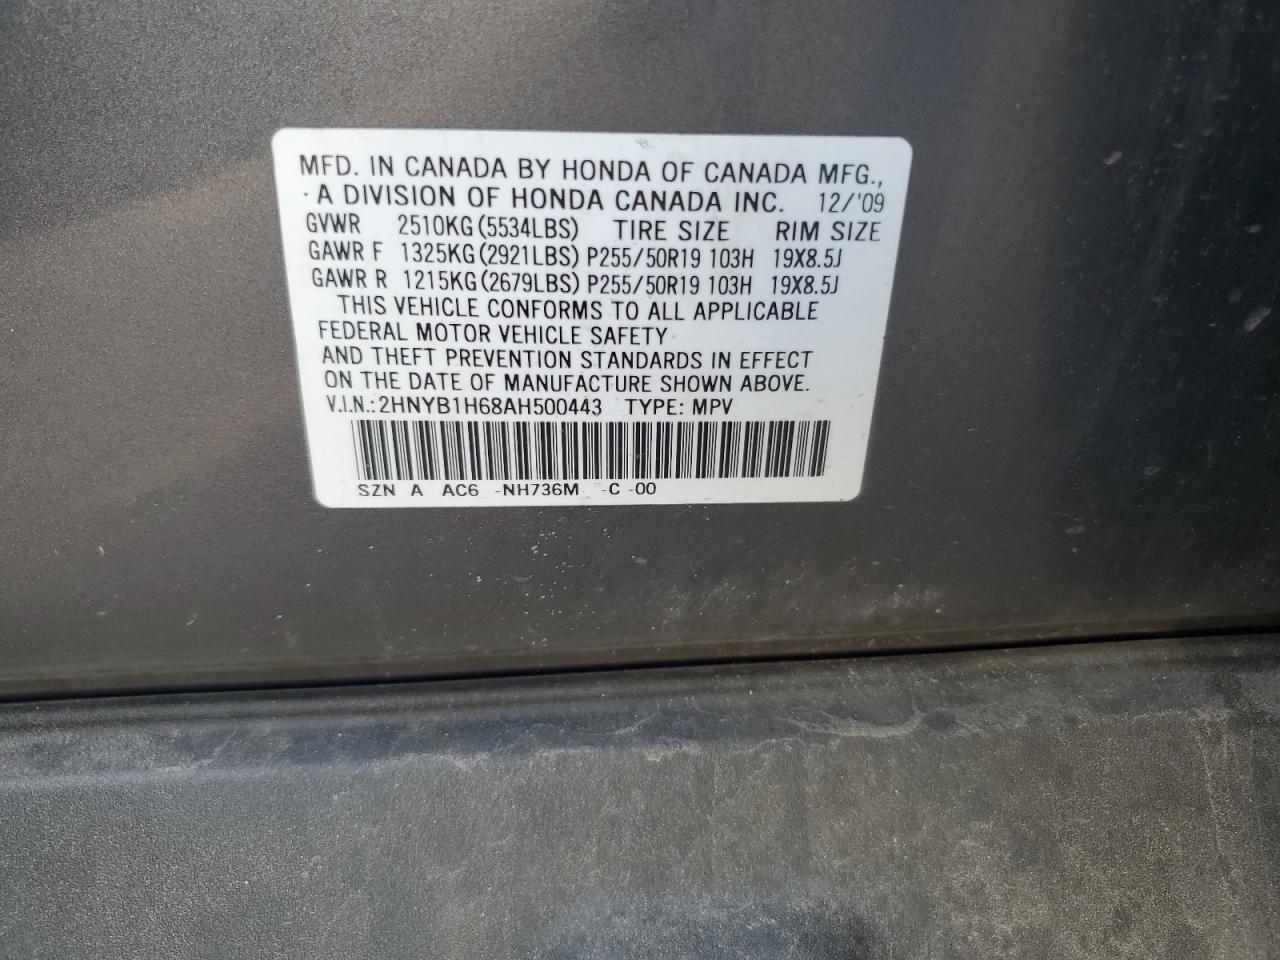 MFD. IN CANADA BY HONDA OF CANADA MFG.,
A DIVISION OF HONDA CANADA INC. 12/'09
GVWR 2510KG(5534LBS) TIRE SIZE RIM SIZE
GAWR F 1325KG(2921LBS) P255/50R19 103H 19X8.5J
GAWR R 1215KG(2679LBS) P255/50R19 103H 19X8.5J
THIS VEHICLE CONFORMS TO ALL APPLICABLE
FEDERAL MOTOR VEHICLE SAFETY
AND THEFT PREVENTION STANDARDS IN EFFECT
ON THE DATE OF MANUFACTURE SHOWN ABOVE.
V.I.N.:2HNYB1H68AH500443 TYPE: MPV
SZN A AC6 -NH736M -C -00